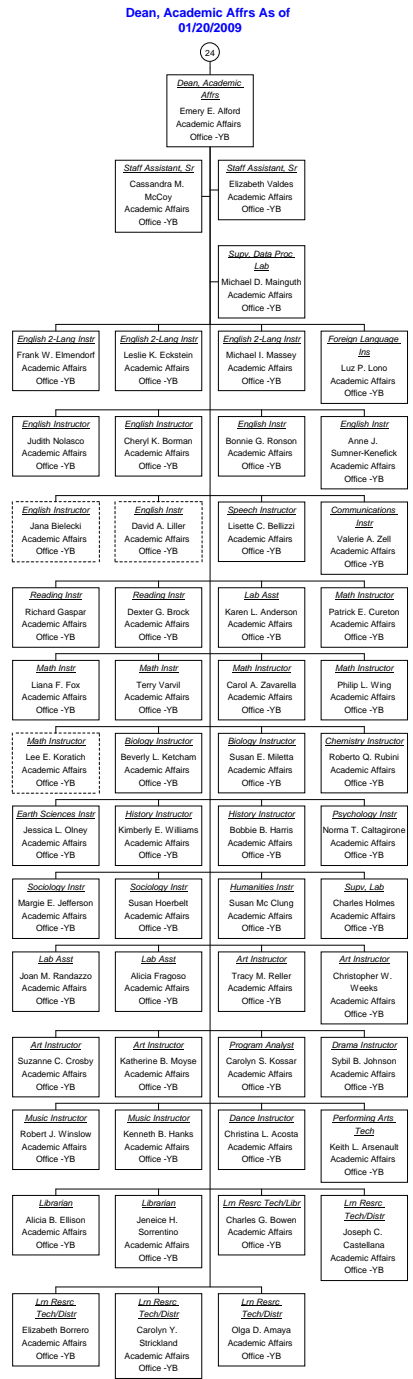 Dean, Academic Affrs As of
01/20/2009
24
Dean, Academic
Affrs
Emery E. Alford
Academic Affairs
Office -YB
Staff Assistant, Sr
Cassandra M.
McCoy
Academic Affairs
Office -YB
Staff Assistant, Sr
Elizabeth Valdes
Academic Affairs
Office -YB
Supv, Data Proc
Lab
Michael D. Mainguth
Academic Affairs
Office -YB
English 2-Lang Instr
Frank W. Elmendorf
Academic Affairs
Office -YB
English 2-Lang Instr
Leslie K. Eckstein
Academic Affairs
Office -YB
English 2-Lang Instr
Michael I. Massey
Academic Affairs
Office -YB
Foreign Language
Ins
Luz P. Lono
Academic Affairs
Office -YB
English Instructor
Judith Nolasco
Academic Affairs
Office -YB
English Instructor
Cheryl K. Borman
Academic Affairs
Office -YB
English Instr
Bonnie G. Ronson
Academic Affairs
Office -YB
English Instr
Anne J.
Sumner-Kenefick
Academic Affairs
Office -YB
English Instructor
Jana Bielecki
Academic Affairs
Office -YB
English Instr
David A. Liller
Academic Affairs
Office -YB
Speech Instructor
Lisette C. Bellizzi
Academic Affairs
Office -YB
Communications
Instr
Valerie A. Zell
Academic Affairs
Office -YB
Reading Instr
Richard Gaspar
Academic Affairs
Office -YB
Reading Instr
Dexter G. Brock
Academic Affairs
Office -YB
Lab Asst
Karen L. Anderson
Academic Affairs
Office -YB
Math Instructor
Patrick E. Cureton
Academic Affairs
Office -YB
Math Instr
Liana F. Fox
Academic Affairs
Office -YB
Math Instr
Terry Varvil
Academic Affairs
Office -YB
Math Instructor
Carol A. Zavarella
Academic Affairs
Office -YB
Math Instructor
Philip L. Wing
Academic Affairs
Office -YB
Math Instructor
Lee E. Koratich
Academic Affairs
Office -YB
Biology Instructor
Beverly L. Ketcham
Academic Affairs
Office -YB
Biology Instructor
Susan E. Miletta
Academic Affairs
Office -YB
Chemistry Instructor
Roberto Q. Rubini
Academic Affairs
Office -YB
Earth Sciences Instr
Jessica L. Olney
Academic Affairs
Office -YB
History Instructor
Kimberly E. Williams
Academic Affairs
Office -YB
History Instructor
Bobbie B. Harris
Academic Affairs
Office -YB
Psychology Instr
Norma T. Caltagirone
Academic Affairs
Office -YB
Sociology Instr
Margie E. Jefferson
Academic Affairs
Office -YB
Sociology Instr
Susan Hoerbelt
Academic Affairs
Office -YB
Humanities Instr
Susan Mc Clung
Academic Affairs
Office -YB
Supv, Lab
Charles Holmes
Academic Affairs
Office -YB
Lab Asst
Joan M. Randazzo
Academic Affairs
Office -YB
Lab Asst
Alicia Fragoso
Academic Affairs
Office -YB
Art Instructor
Tracy M. Reller
Academic Affairs
Office -YB
Art Instructor
Christopher W.
Weeks
Academic Affairs
Office -YB
Art Instructor
Suzanne C. Crosby
Academic Affairs
Office -YB
Art Instructor
Katherine B. Moyse
Academic Affairs
Office -YB
Program Analyst
Carolyn S. Kossar
Academic Affairs
Office -YB
Drama Instructor
Sybil B. Johnson
Academic Affairs
Office -YB
Music Instructor
Robert J. Winslow
Academic Affairs
Office -YB
Music Instructor
Kenneth B. Hanks
Academic Affairs
Office -YB
Dance Instructor
Christina L. Acosta
Academic Affairs
Office -YB
Performing Arts
Tech
Keith L. Arsenault
Academic Affairs
Office -YB
Librarian
Alicia B. Ellison
Academic Affairs
Office -YB
Librarian
Jeneice H.
Sorrentino
Academic Affairs
Office -YB
Lrn Resrc Tech/Libr
Charles G. Bowen
Academic Affairs
Office -YB
Lrn Resrc
Tech/Distr
Joseph C.
Castellana
Academic Affairs
Office -YB
Lrn Resrc
Tech/Distr
Elizabeth Borrero
Academic Affairs
Office -YB
Lrn Resrc
Tech/Distr
Carolyn Y.
Strickland
Academic Affairs
Office -YB
Lrn Resrc
Tech/Distr
Olga D. Amaya
Academic Affairs
Office -YB